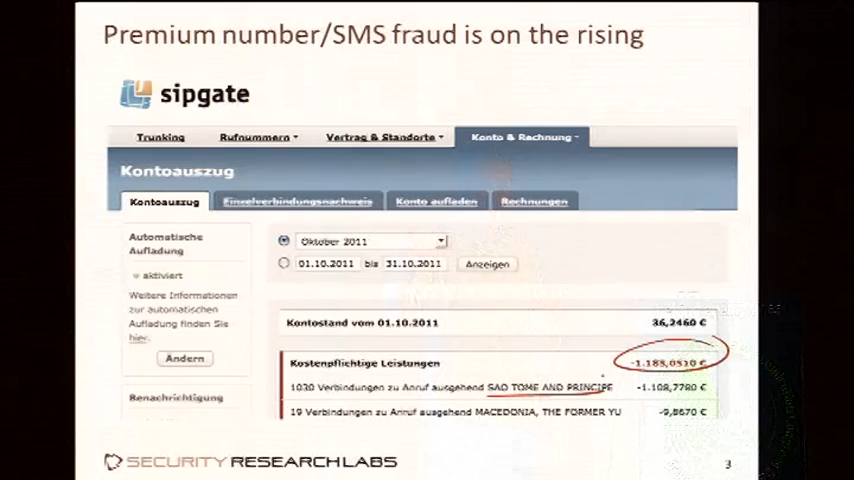 Premium number/SMS fraud is on the rising
sipgate
Trunking Rufnummern Vertrag & Standorte Konto & Rechnung
Kontoauszug
Kontoauszug Einzelverbindungsnachweis Konto aufladen Rechnungen
Automatische
Aufladung
aktiviert
Weitere Informationen
zur automatischen
Aufladung finden Sie
hier.
Ändern
Benachrichtigung
Oktober 2011
01.10.2011 bis 31.10.2011 Anzeigen
Kontostand vom 01.10.2011 36,2460 €
Kostenpflichtige Leistungen -1.185,0510 €
1030 Verbindungen zu Anruf ausgehend SAO TOME AND PRINCIPE -1.108,7780 €
19 Verbindungen zu Anruf ausgehend MACEDONIA, THE FORMER YU -9,8670 €
SECURITY RESEARCH LABS 3